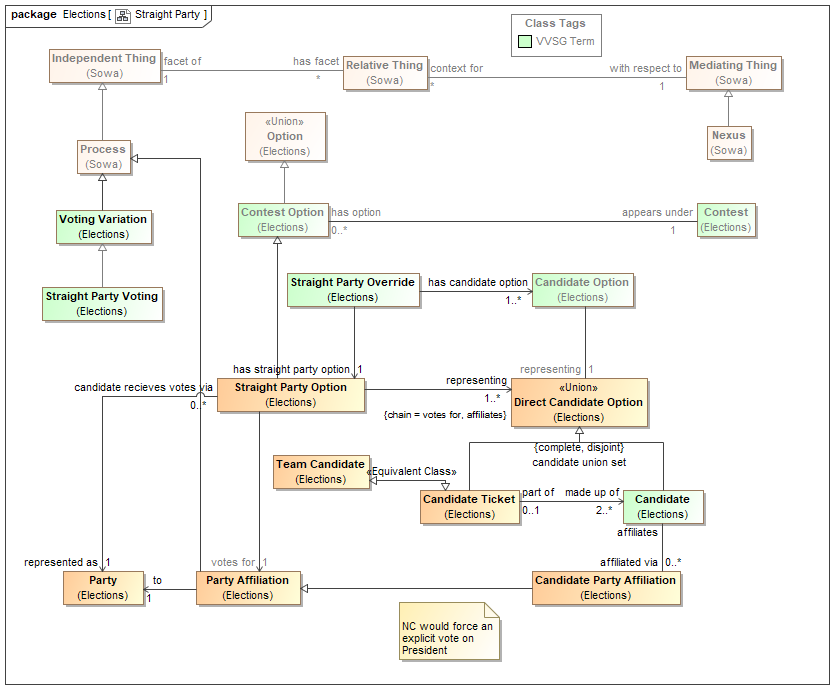 package Elections [ Straight Party ]
Class Tags
VVSG Term
Independent Thing
(Sowa)
facet of
1
has facet
*
Relative Thing
(Sowa)
context for
*
with respect to
1
Mediating Thing
(Sowa)
«Union»
Option
(Elections)
Nexus
(Sowa)
Process
(Sowa)
Voting Variation
(Elections)
Contest Option
(Elections)
has option
0..*
appears under
1
Contest
(Elections)
Straight Party Voting
(Elections)
Straight Party Override
(Elections)
has candidate option
1..*
Candidate Option
(Elections)
has straight party option
1
representing
1
candidate recieves votes via
0..*
Straight Party Option
(Elections)
representing
1..*
{chain = votes for, affiliates}
«Union»
Direct Candidate Option
(Elections)
{complete, disjoint}
candidate union set
Team Candidate
(Elections)
«Equivalent Class»
Candidate Ticket
(Elections)
part of
0..1
made up of
2..*
Candidate
(Elections)
affiliates
represented as
1
votes for
1
affiliated via
0..*
Party
(Elections)
to
1
Party Affiliation
(Elections)
Candidate Party Affiliation
(Elections)
NC would force an
explicit vote on
President